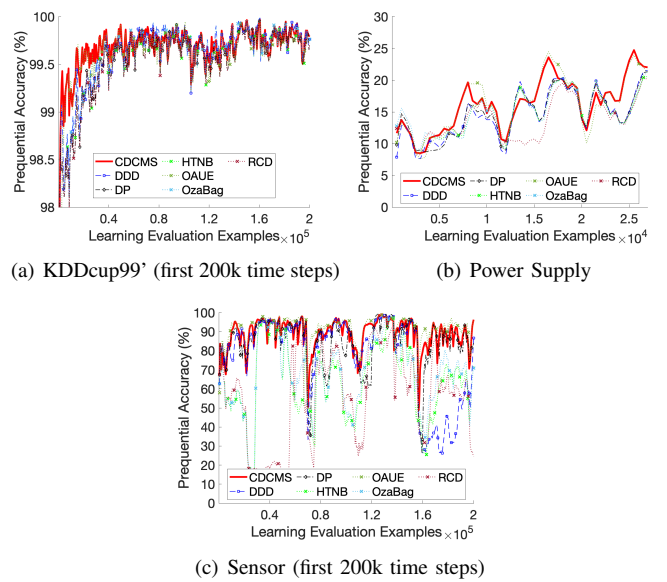 Prequential Accuracy (%)
100
99.5
99
98.5
98
CDCMS HTNB RCD
DDD OAUE
DP OzaBag
0.4 0.8 1.2 1.6 2
Learning Evaluation Examples ×10^5
(a) KDDcup99' (first 200k time steps)
Prequential Accuracy (%)
30
25
20
15
10
5
0
CDCMS DP OAUE RCD
DDD HTNB OzaBag
1 1.5 2 2.5
Learning Evaluation Examples ×10^4
(b) Power Supply
Prequential Accuracy (%)
100
90
80
70
60
50
40
30
20
10
0
CDCMS DP OAUE RCD
DDD HTNB OzaBag
0.4 0.8 1.2 1.6 2
Learning Evaluation Examples ×10^5
(c) Sensor (first 200k time steps)